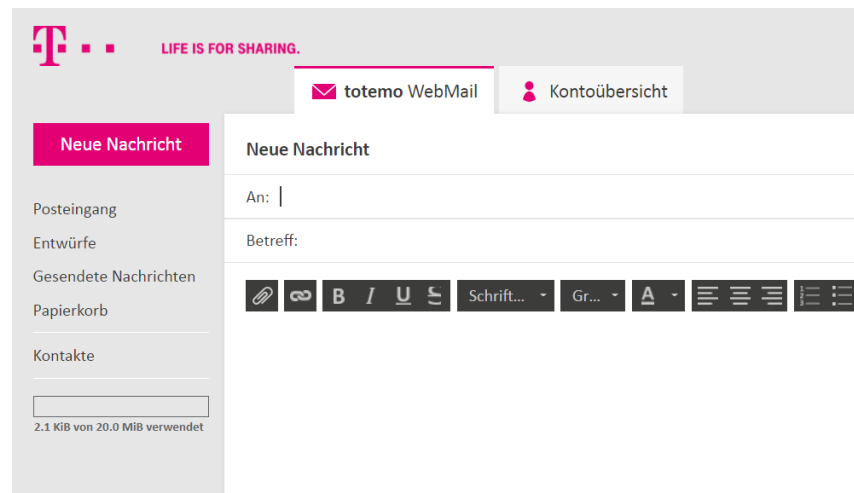 T
LIFE IS FOR SHARING.
totemo WebMail
Kontoübersicht
Neue Nachricht
Neue Nachricht
An:
Betreff:
Posteingang
Entwürfe
Gesendete Nachrichten
Papierkorb
Kontakte
2.1 KiB von 20.0 MiB verwendet
B I U S Schrift... Gr... A